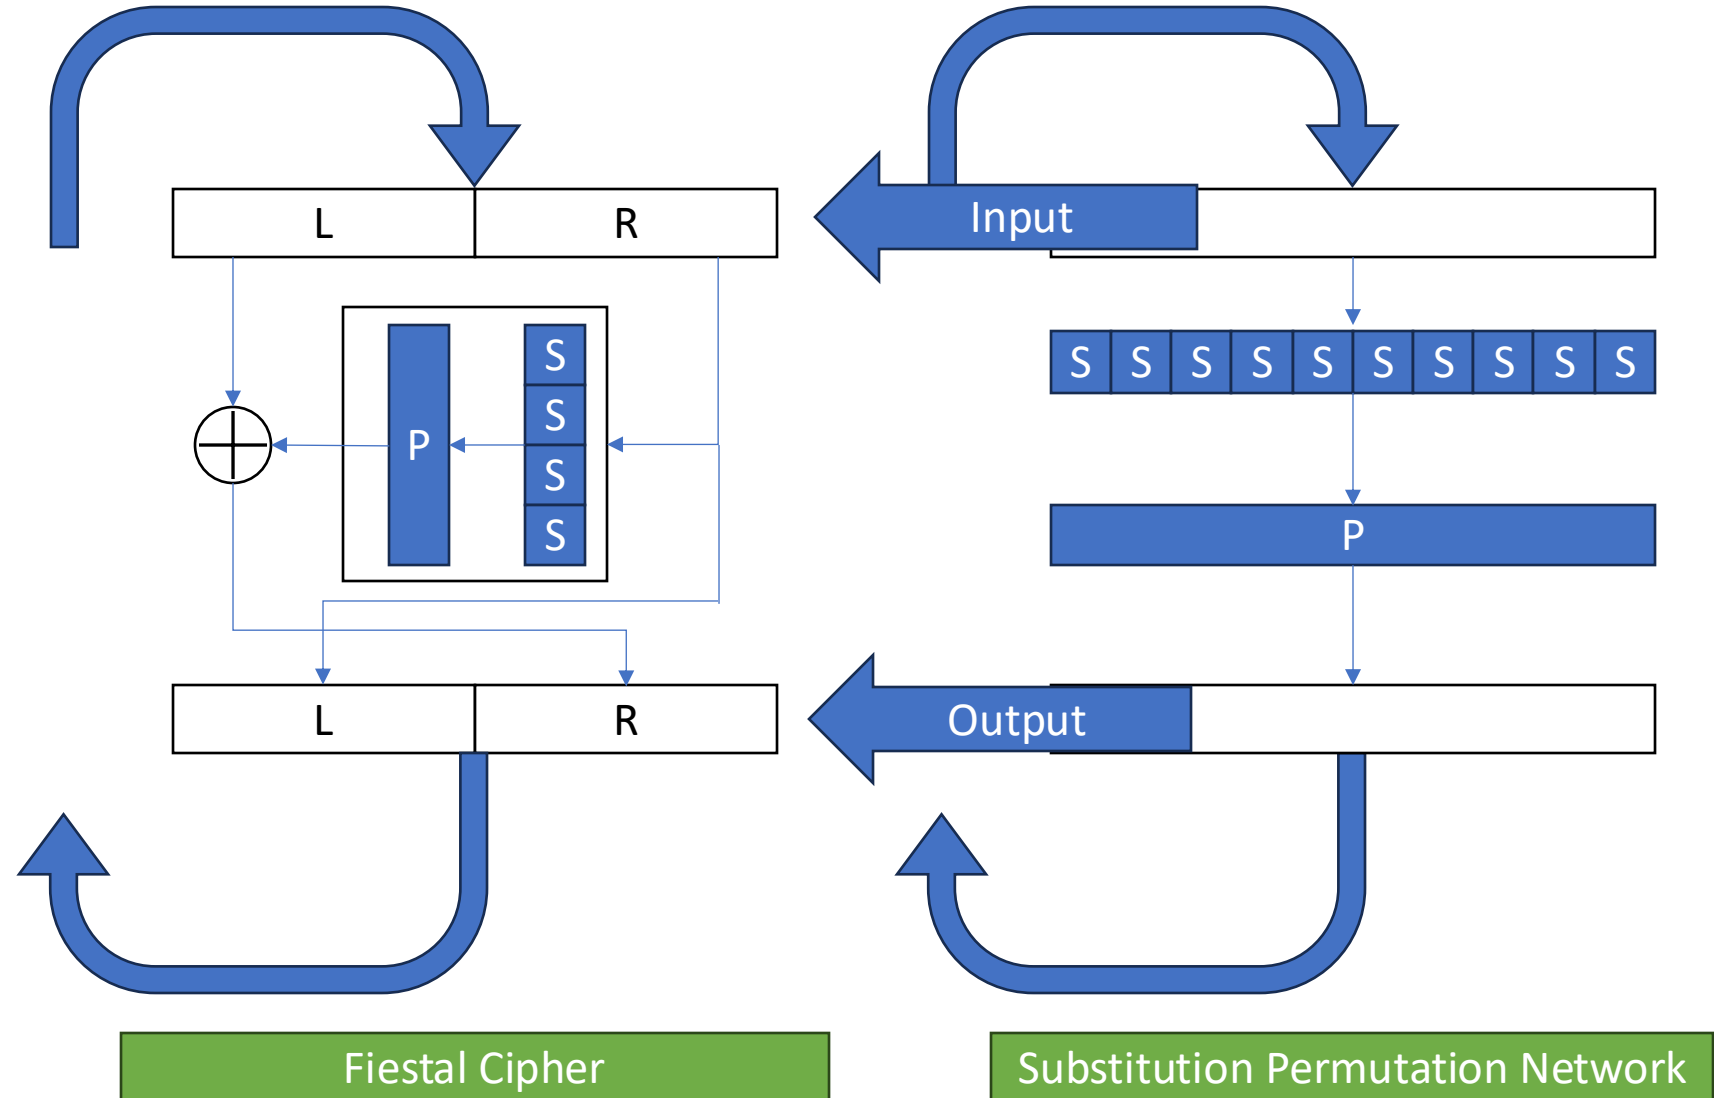 L R
Input
S
S
S
S
P
S S S S S S S S S S
P
L R
Output
Fiestal Cipher
Substitution Permutation Network